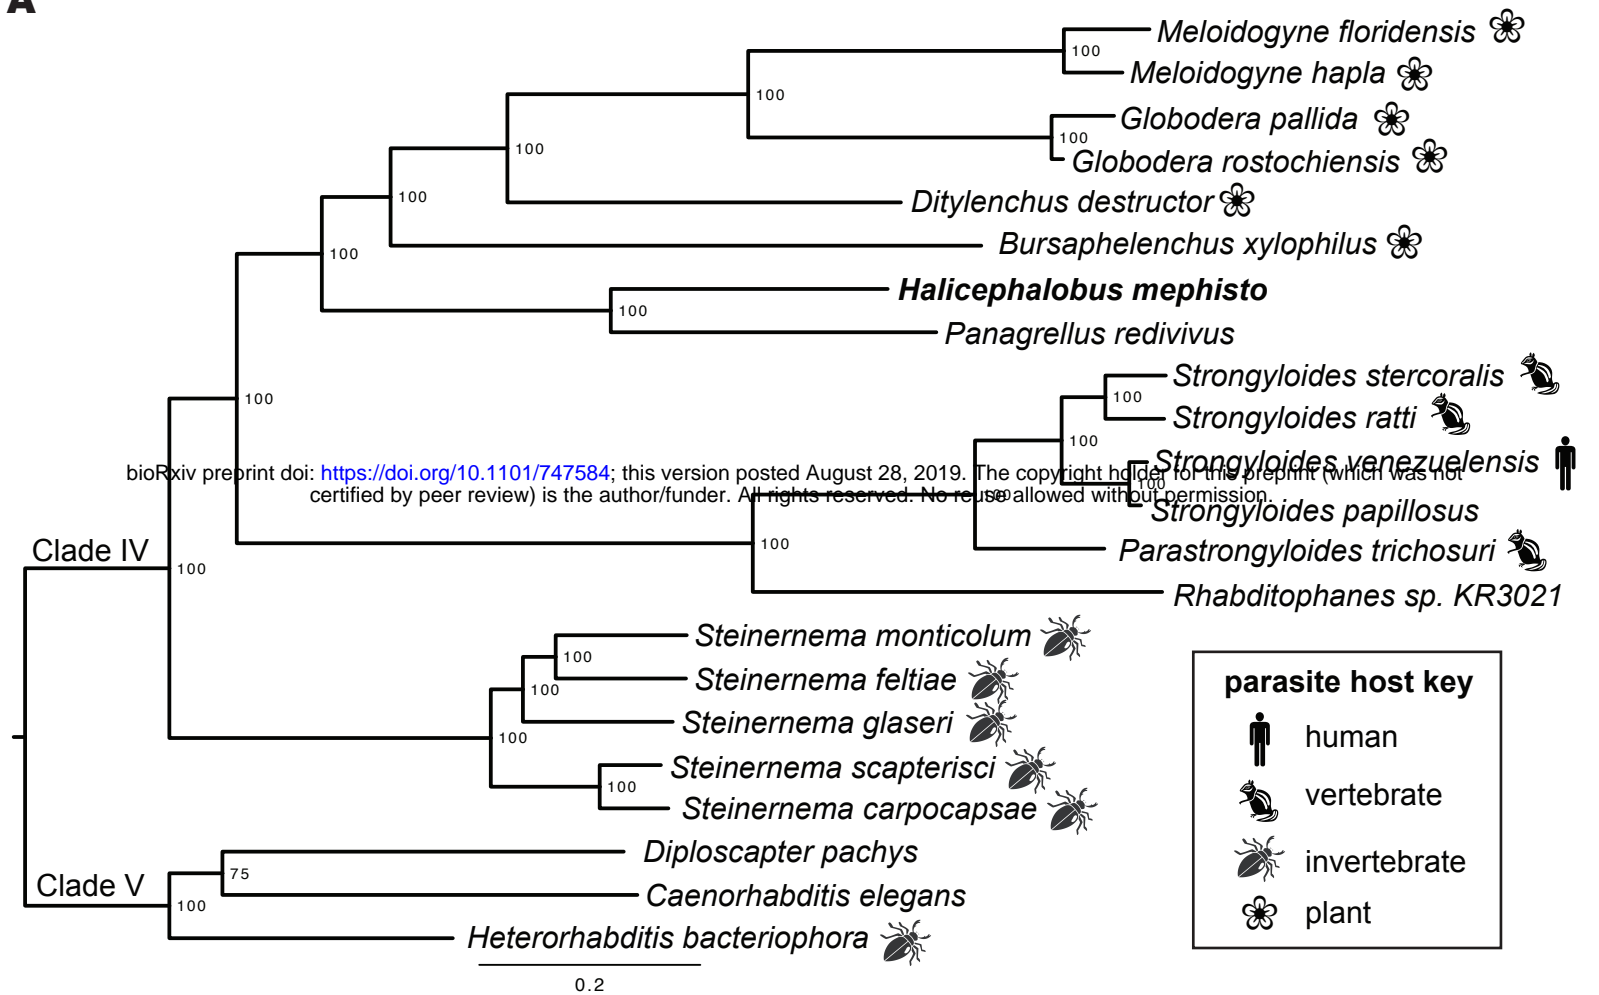 A
Meloidogyne floridensis
100
Meloidogyne hapla
100
Globodera pallida
100
Globodera rostochiensis
100
Ditylenchus destructor
100
Bursaphelenchus xylophilus
100
Halicephalobus mephisto
100
Panagrellus redivivus
Strongyloides stercoralis
100
100
Strongyloides ratti
100
Strongyloides venezuelensis
bioRxiv preprint doi: https://doi.org/10.1101/747584; this version posted August 28, 2019. The copyright holder for this preprint (which was not
100
certified by peer review) is the author/funder. All rights reserved. No reuse allowed without permission.
100
Strongyloides papillosus
100
Parastrongyloides trichosuri
Clade IV
100
Rhabditophanes sp. KR3021
Steinernema monticolum
100
Steinernema feltiae
100
Steinernema glaseri
100
Steinernema scapterisci
100
Steinernema carpocapsae
Diploscapter pachys
75
Clade V
Caenorhabditis elegans
100
Heterorhabditis bacteriophora
0.2
parasite host key
human
vertebrate
invertebrate
plant